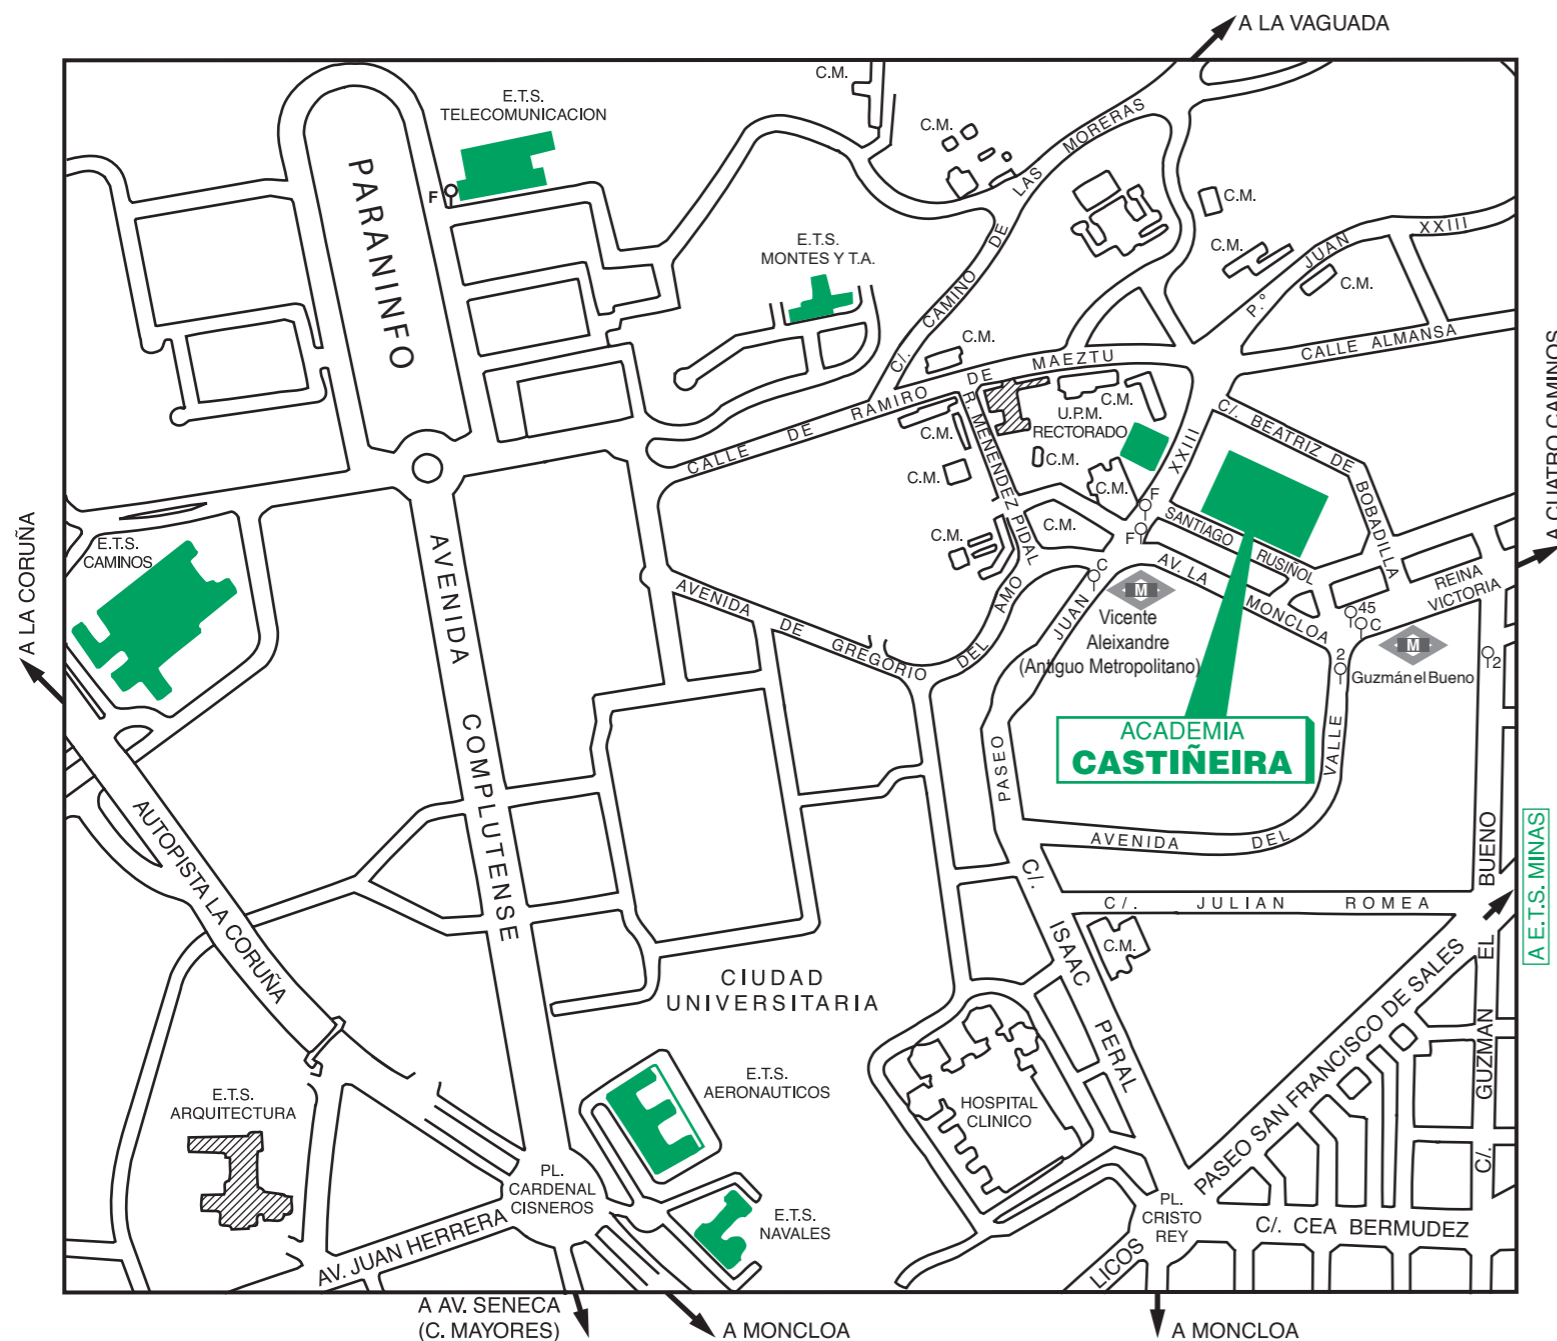 A LA VAGUADA
C.M.
E.T.S.
TELECOMUNICACION
F
PARANINFO
C.M.
C/. CAMINO DE LAS MORERAS
C.M.
C.M.
P.º JUAN XXIII
C.M.
E.T.S.
MONTES Y T.A.
C.M.
CALLE ALMANSA
CALLE DE RAMIRO DE MAEZTU
A CUATRO CAMINOS
C.M.
U.P.M.
RECTORADO
C.M.
C.M.
C.M.
C.M.
R. MENENDEZ PIDAL
C/. BEATRIZ DE BOBADILLA
XXIII
F
F
C.M.
C.M.
SANTIAGO RUSIÑOL
AV. LA MONCLOA
REINA
VICTORIA
A LA CORUÑA
E.T.S.
CAMINOS
AVENIDA COMPLUTENSE
AVENIDA DE GREGORIO DEL AMO
C
M
Vicente
Aleixandre
(Antiguo Metropolitano)
45
C
2
M
Guzmán el Bueno
2
PASEO JUAN
ACADEMIA
CASTIÑEIRA
AVENIDA DEL VALLE
AUTOPISTA LA CORUÑA
C/. JULIAN ROMEA
A E.T.S. MINAS
C/. GUZMAN EL BUENO
C/. ISAAC PERAL
C.M.
CIUDAD
UNIVERSITARIA
PASEO SAN FRANCISCO DE SALES
E.T.S.
AERONAUTICOS
E.T.S.
ARQUITECTURA
HOSPITAL
CLINICO
PL.
CARDENAL
CISNEROS
E.T.S.
NAVALES
PL.
CRISTO
REY
C/. CEA BERMUDEZ
AV. JUAN HERRERA
LICOS
A AV. SENECA
(C. MAYORES)
A MONCLOA
A MONCLOA